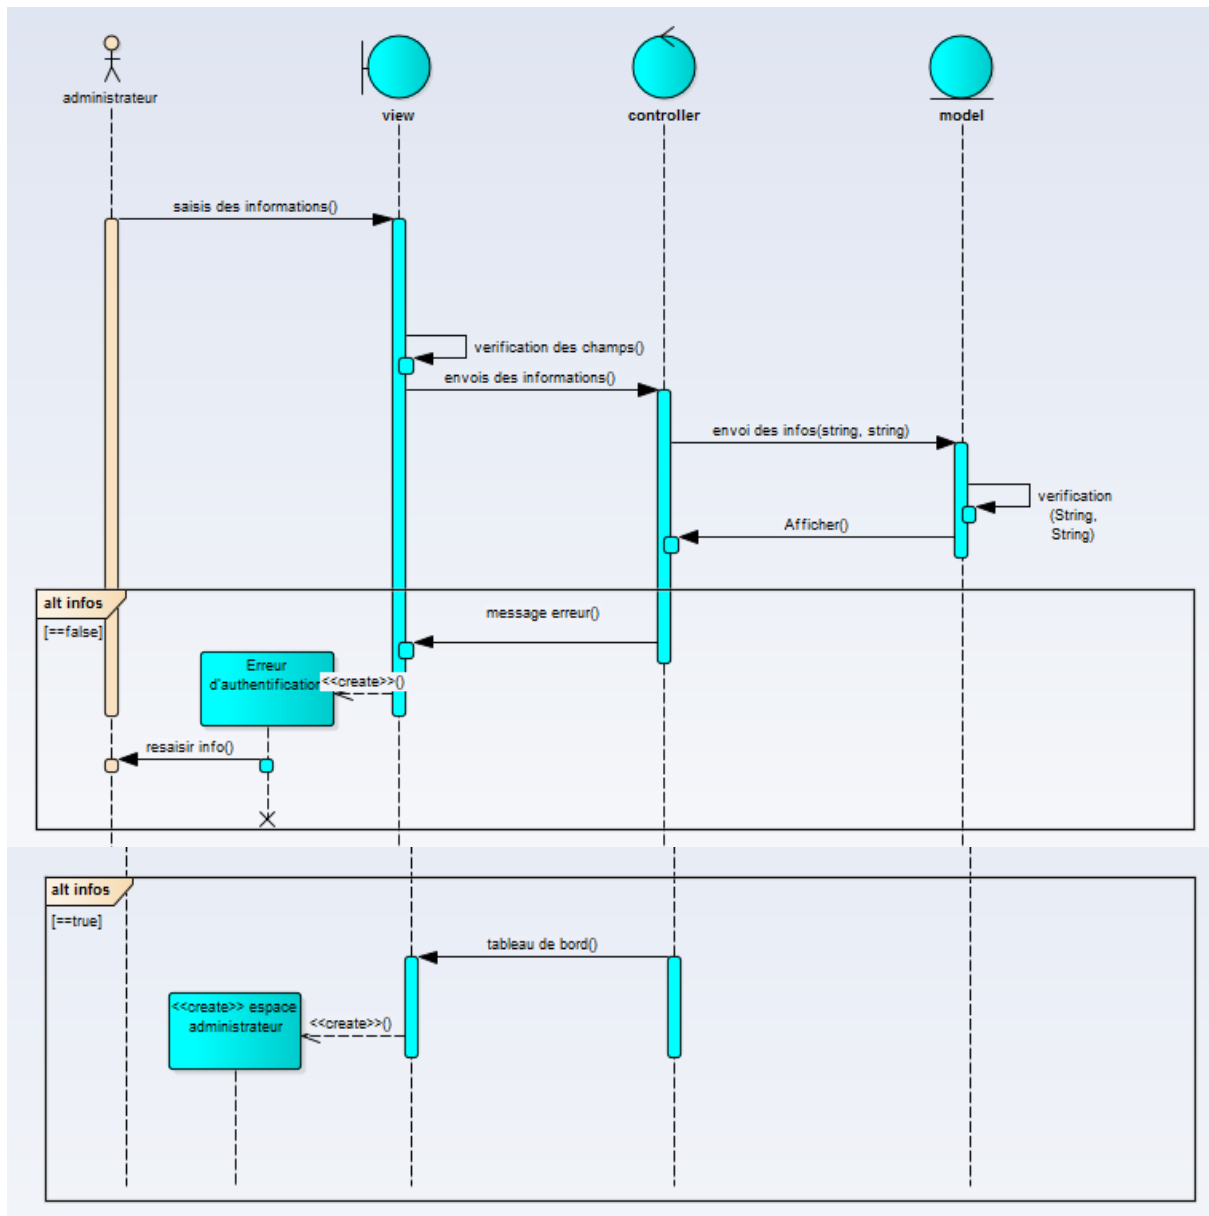 administrateur
view
controller
model
saisis des informations()
verification des champs()
envois des informations()
envoi des infos(string, string)
verification
(String,
String)
Afficher()
alt infos
[==false]
message erreur()
Erreur
d'authentification
<<create>>()
resaisir info()
alt infos
[==true]
tableau de bord()
<<create>> espace
administrateur
<<create>>()